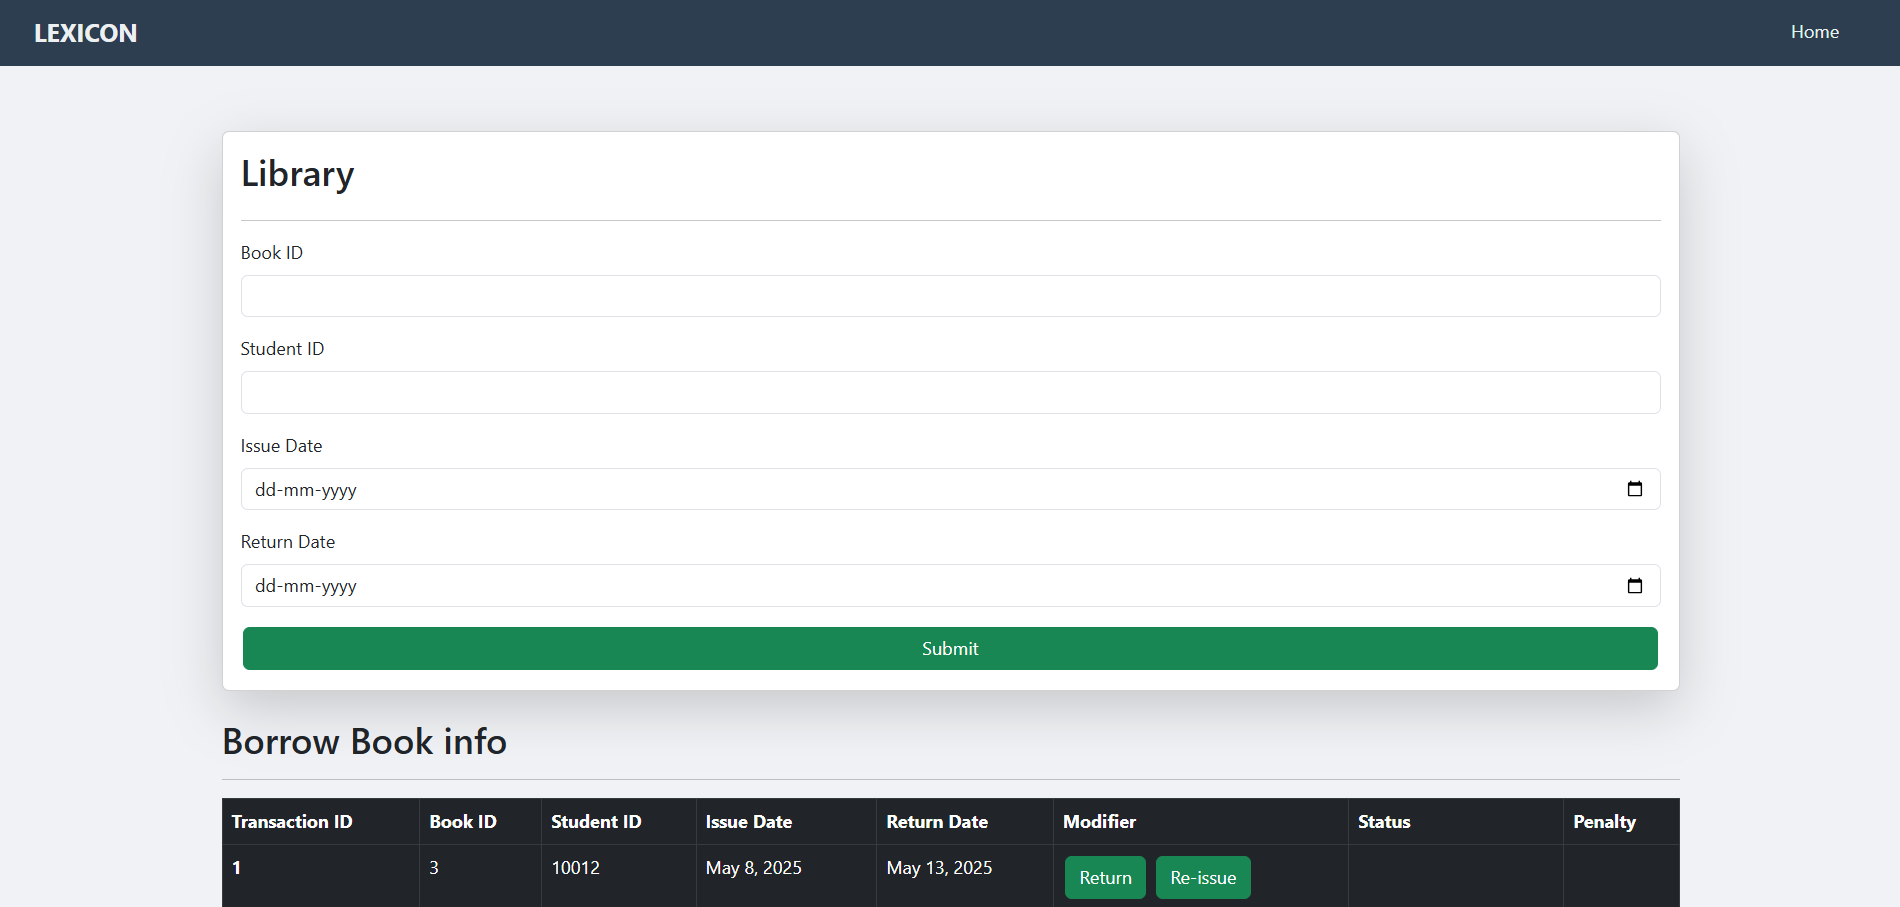 LEXICON Home
Library
Book ID
Student ID
Issue Date
dd-mm-yyyy
Return Date
dd-mm-yyyy
Submit
Borrow Book info
Transaction ID Book ID Student ID Issue Date Return Date Modifier Status Penalty
1 3 10012 May 8, 2025 May 13, 2025 Return Re-issue